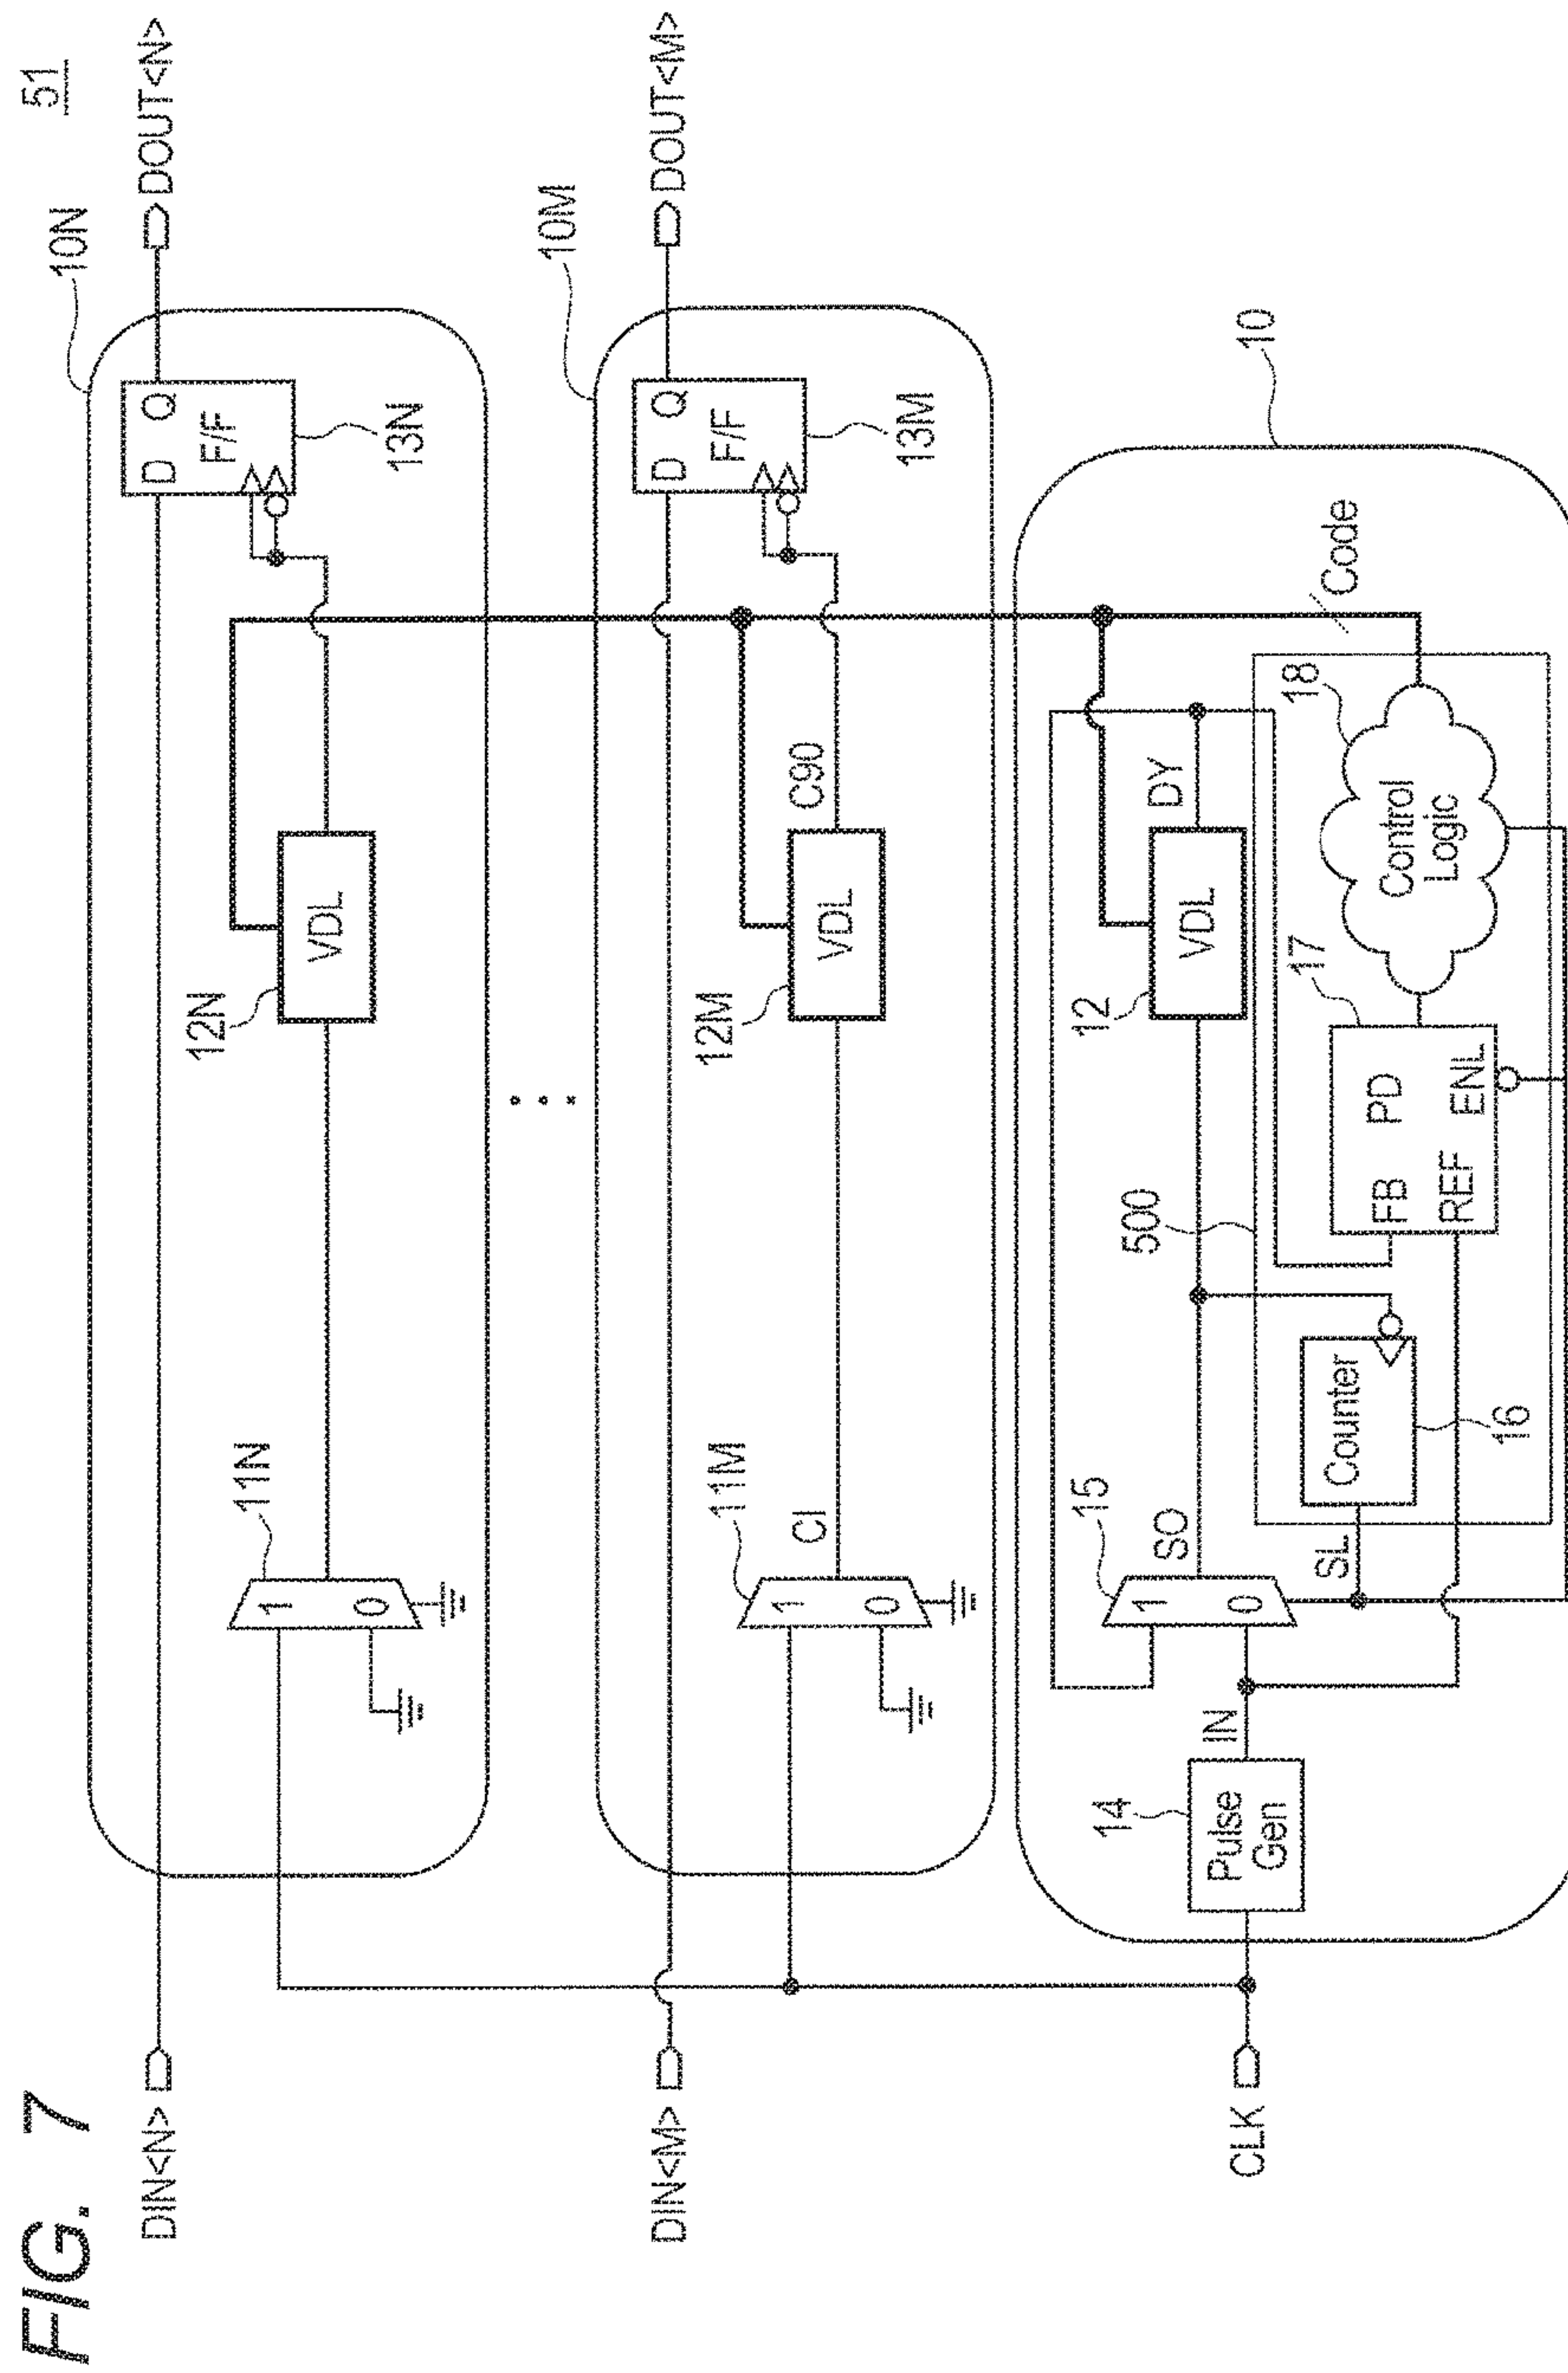 FIG. 7
51
DIN<N>
DOUT<N>
10N
11N
1
0
12N
VDL
D Q
F/F
13N
DIN<M>
DOUT<M>
10M
11M
1
0
CI
12M
VDL
C90
D Q
F/F
13M
CLK
10
14
Pulse
Gen
IN
15
1
0
SO
SL
500
Counter
16
12
VDL
DY
17
FB PD
REF ENL
18
Control
Logic
Code